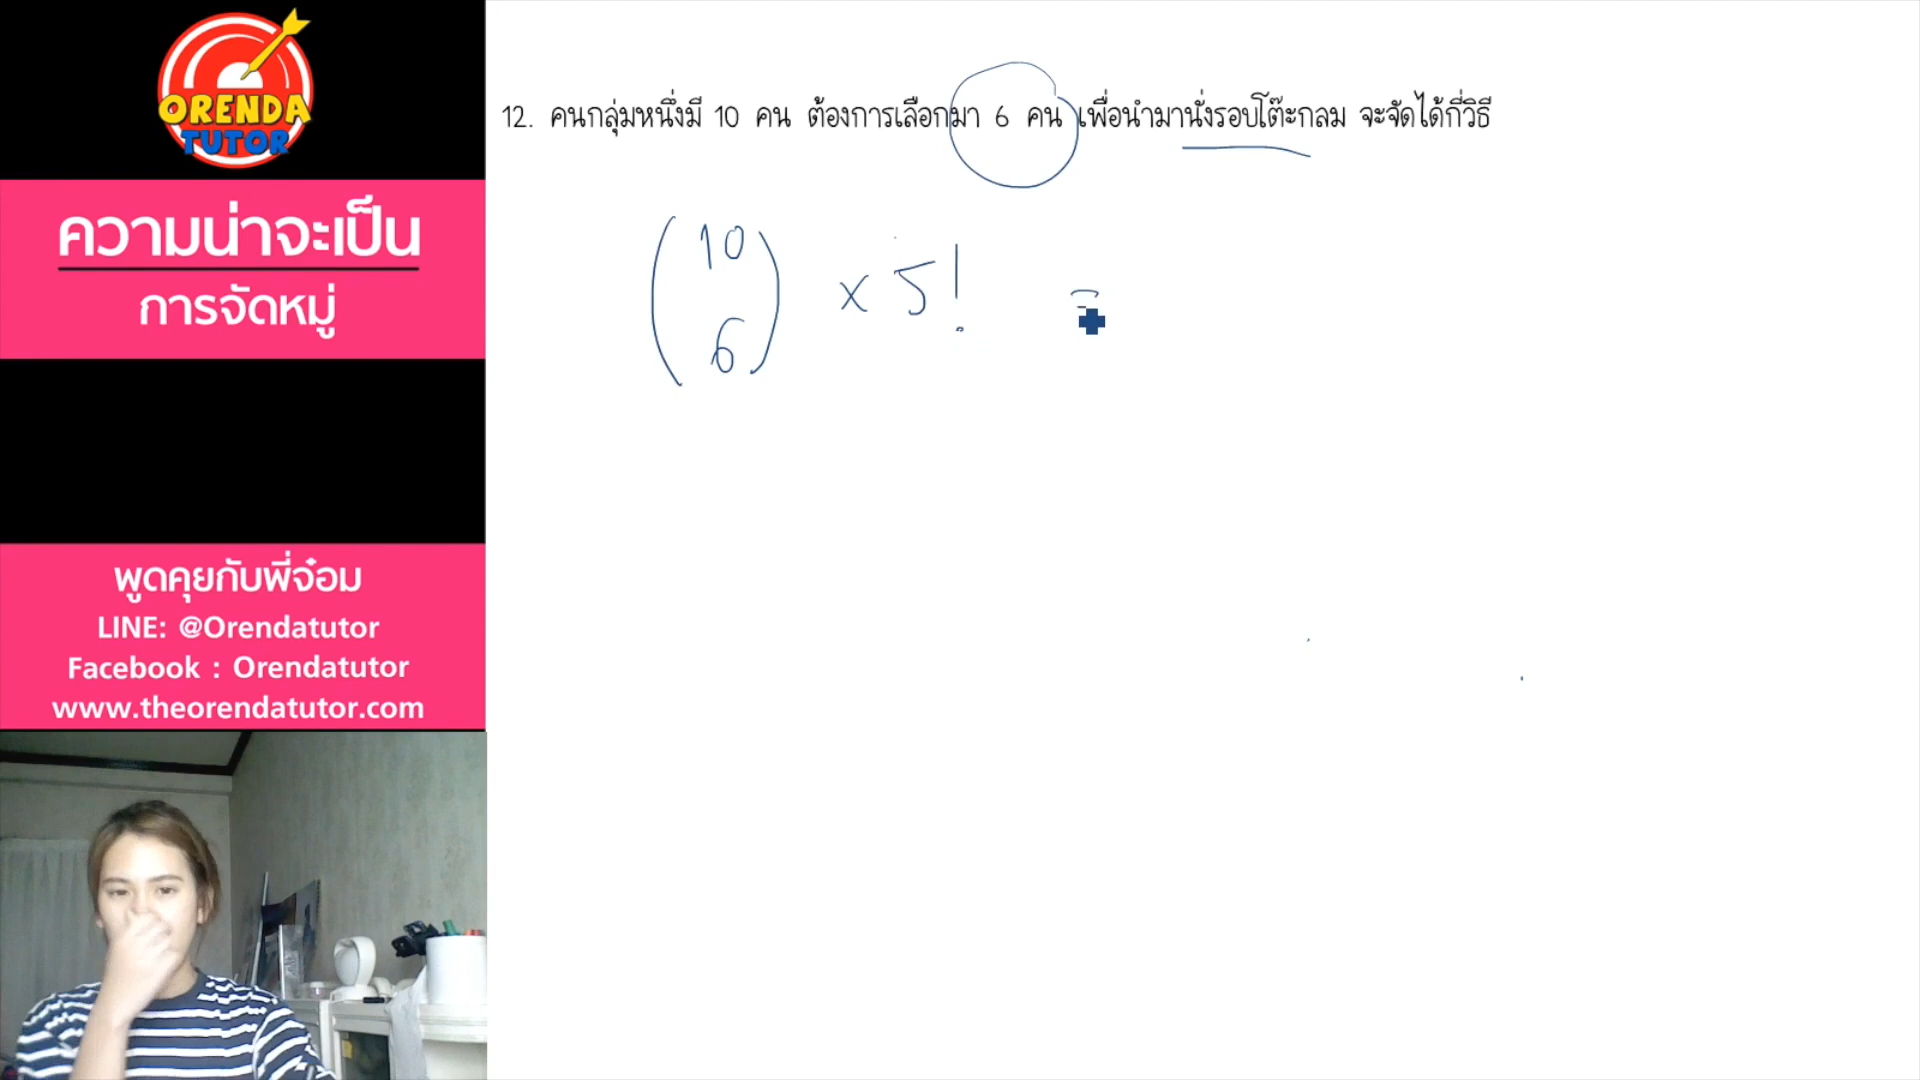 ORENDA
TUTOR
ความน่าจะเป็น
การจัดหมู่
พูดคุยกับพี่จ๋อม
LINE: @Orendatutor
Facebook : Orendatutor
www.theorendatutor.com
12. คนกลุ่มหนึ่งมี 10 คน ต้องการเลือกมา 6 คน เพื่อนำมานั่งรอบโต๊ะกลม จะจัดได้กี่วิธี
(10
6) x 5! =